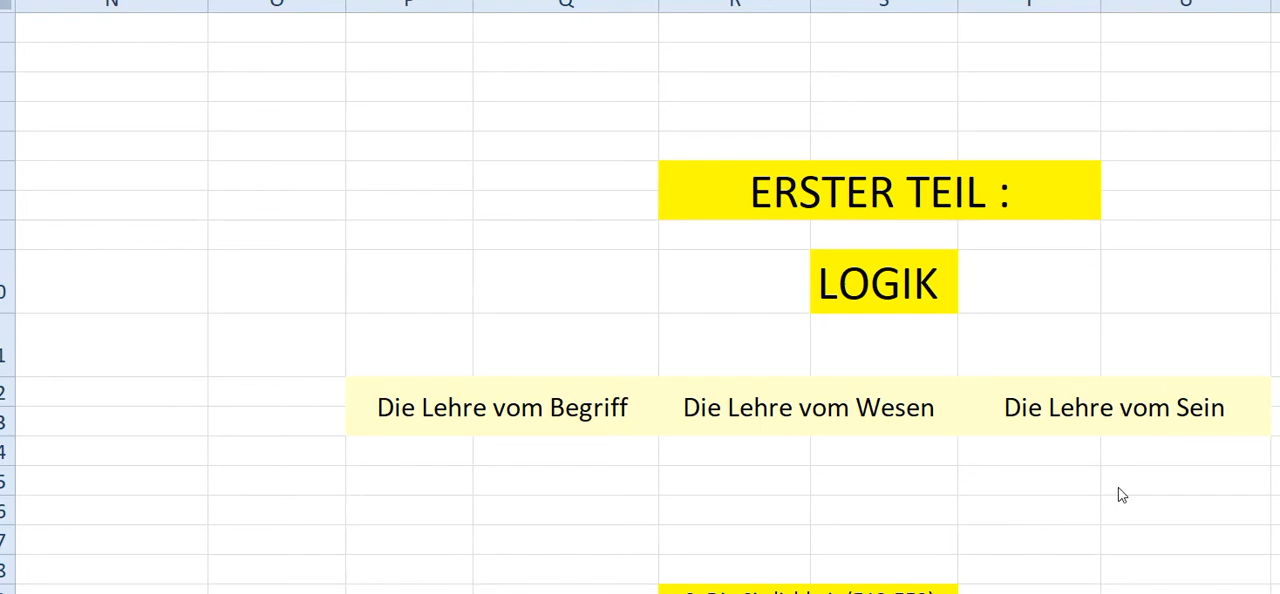 N O P Q R S T U
ERSTER TEIL :
LOGIK
Die Lehre vom Begriff Die Lehre vom Wesen Die Lehre vom Sein